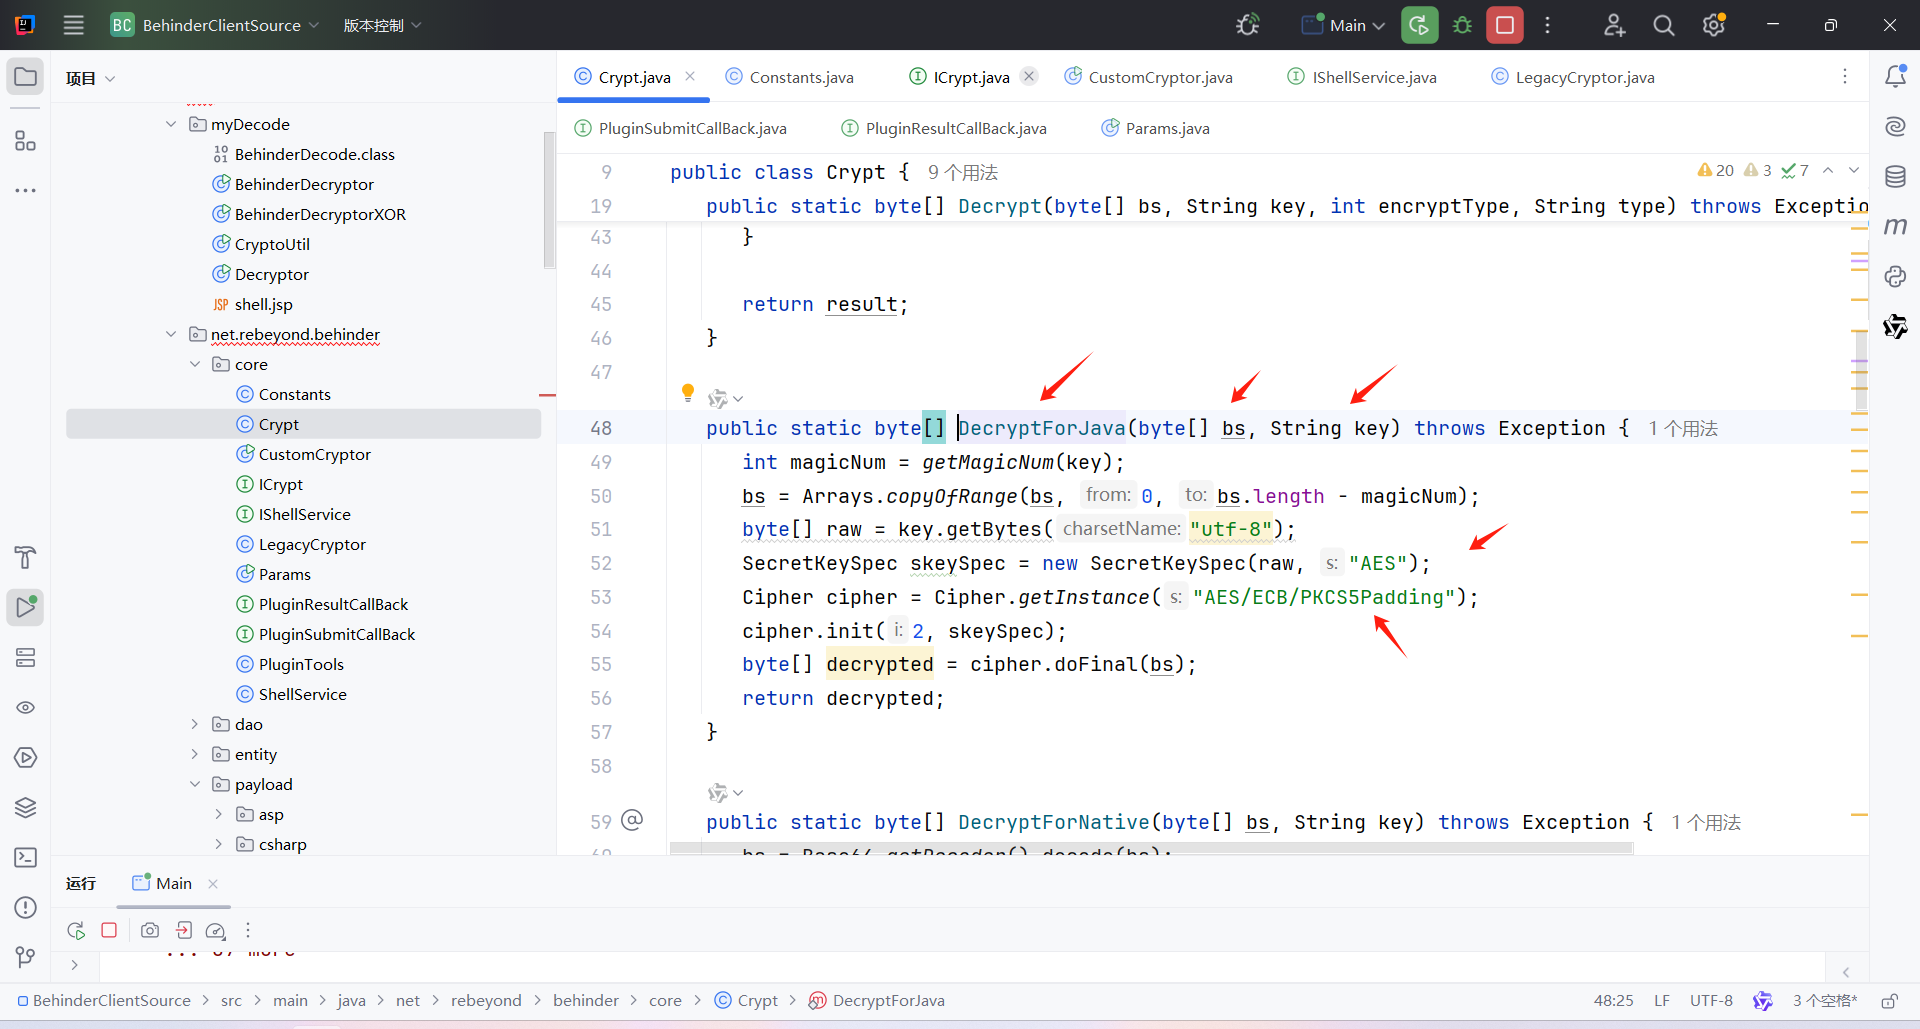 BC BehinderClientSource 版本控制 Main
项目
Crypt.java Constants.java ICrypt.java CustomCryptor.java IShellService.java LegacyCryptor.java
PluginSubmitCallBack.java PluginResultCallBack.java Params.java
myDecode
BehinderDecode.class
BehinderDecryptor
BehinderDecryptorXOR
CryptoUtil
Decryptor
JSP shell.jsp
net.rebeyond.behinder
core
Constants
Crypt
CustomCryptor
ICrypt
IShellService
LegacyCryptor
Params
PluginResultCallBack
PluginSubmitCallBack
PluginTools
ShellService
dao
entity
payload
asp
csharp
9 public class Crypt { 9 个用法
20 3 7
19 public static byte[] Decrypt(byte[] bs, String key, int encryptType, String type) throws Exceptio
43 }
44
45 return result;
46 }
47
48 public static byte[] DecryptForJava(byte[] bs, String key) throws Exception { 1 个用法
49 int magicNum = getMagicNum(key);
50 bs = Arrays.copyOfRange(bs, from: 0, to: bs.length - magicNum);
51 byte[] raw = key.getBytes( charsetName: "utf-8");
52 SecretKeySpec skeySpec = new SecretKeySpec(raw, s: "AES");
53 Cipher cipher = Cipher.getInstance( s: "AES/ECB/PKCS5Padding");
54 cipher.init( i: 2, skeySpec);
55 byte[] decrypted = cipher.doFinal(bs);
56 return decrypted;
57 }
58
59 public static byte[] DecryptForNative(byte[] bs, String key) throws Exception { 1 个用法
60 bs = Base64.getDecoder().decode(bs);
运行 Main
BehinderClientSource > src > main > java > net > rebeyond > behinder > core > Crypt > DecryptForJava
48:25 LF UTF-8 3 个空格*